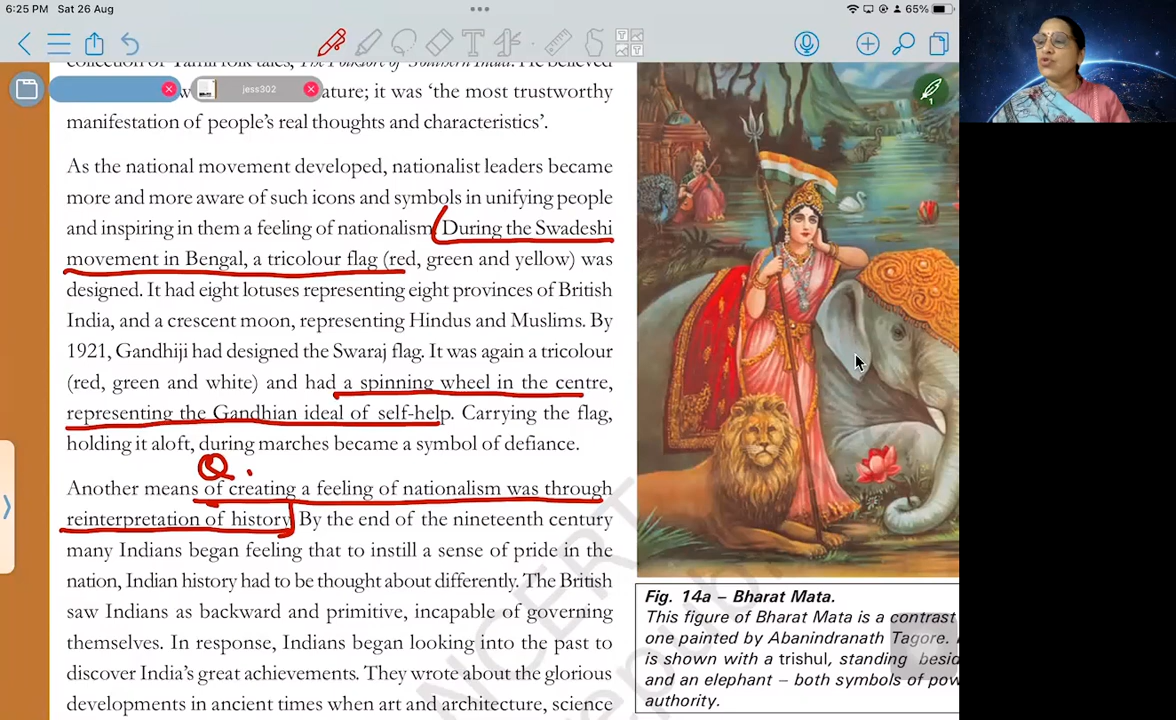 6:25 PM Sat 26 Aug
65%
jess302
collection of Tamil folk tales, The Folklore of Southern India. He believed
ature; it was ‘the most trustworthy
manifestation of people’s real thoughts and characteristics’.
As the national movement developed, nationalist leaders became
more and more aware of such icons and symbols in unifying people
and inspiring in them a feeling of nationalism. During the Swadeshi
movement in Bengal, a tricolour flag (red, green and yellow) was
designed. It had eight lotuses representing eight provinces of British
India, and a crescent moon, representing Hindus and Muslims. By
1921, Gandhiji had designed the Swaraj flag. It was again a tricolour
(red, green and white) and had a spinning wheel in the centre,
representing the Gandhian ideal of self-help. Carrying the flag,
holding it aloft, during marches became a symbol of defiance.
Q.
Another means of creating a feeling of nationalism was through
reinterpretation of history. By the end of the nineteenth century
many Indians began feeling that to instill a sense of pride in the
nation, Indian history had to be thought about differently. The British
saw Indians as backward and primitive, incapable of governing
themselves. In response, Indians began looking into the past to
discover India’s great achievements. They wrote about the glorious
developments in ancient times when art and architecture, science
1
Fig. 14a – Bharat Mata.
This figure of Bharat Mata is a contrast
one painted by Abanindranath Tagore.
is shown with a trishul, standing besid
and an elephant – both symbols of pow
authority.
NCERT
republ